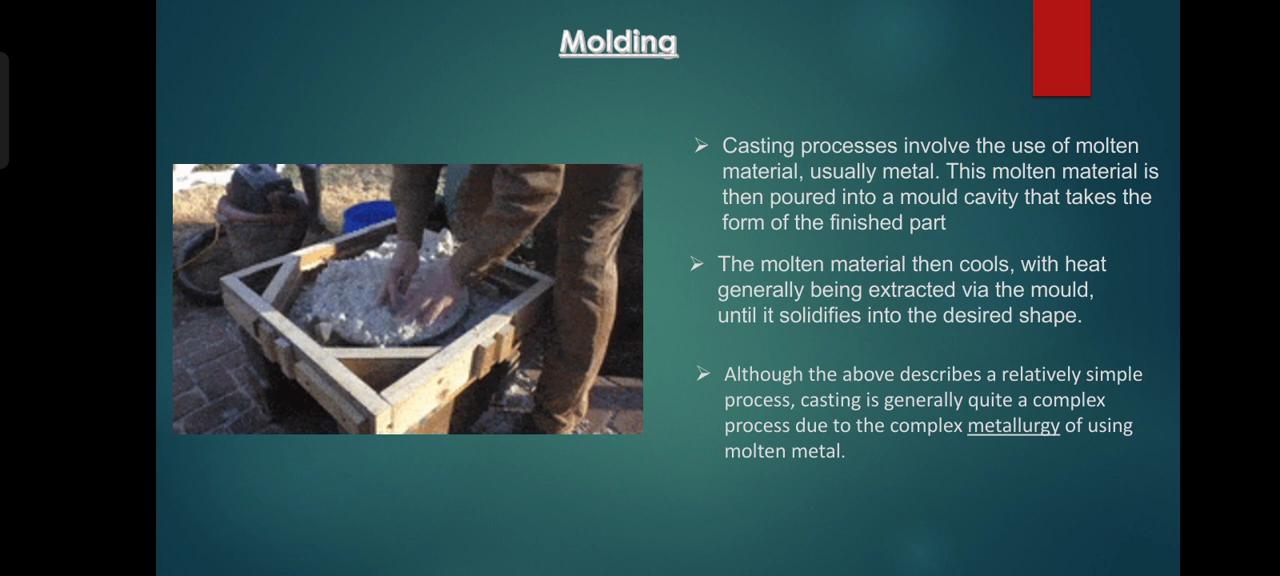 Molding
Casting processes involve the use of molten
material, usually metal. This molten material is
then poured into a mould cavity that takes the
form of the finished part
The molten material then cools, with heat
generally being extracted via the mould,
until it solidifies into the desired shape.
Although the above describes a relatively simple
process, casting is generally quite a complex
process due to the complex metallurgy of using
molten metal.